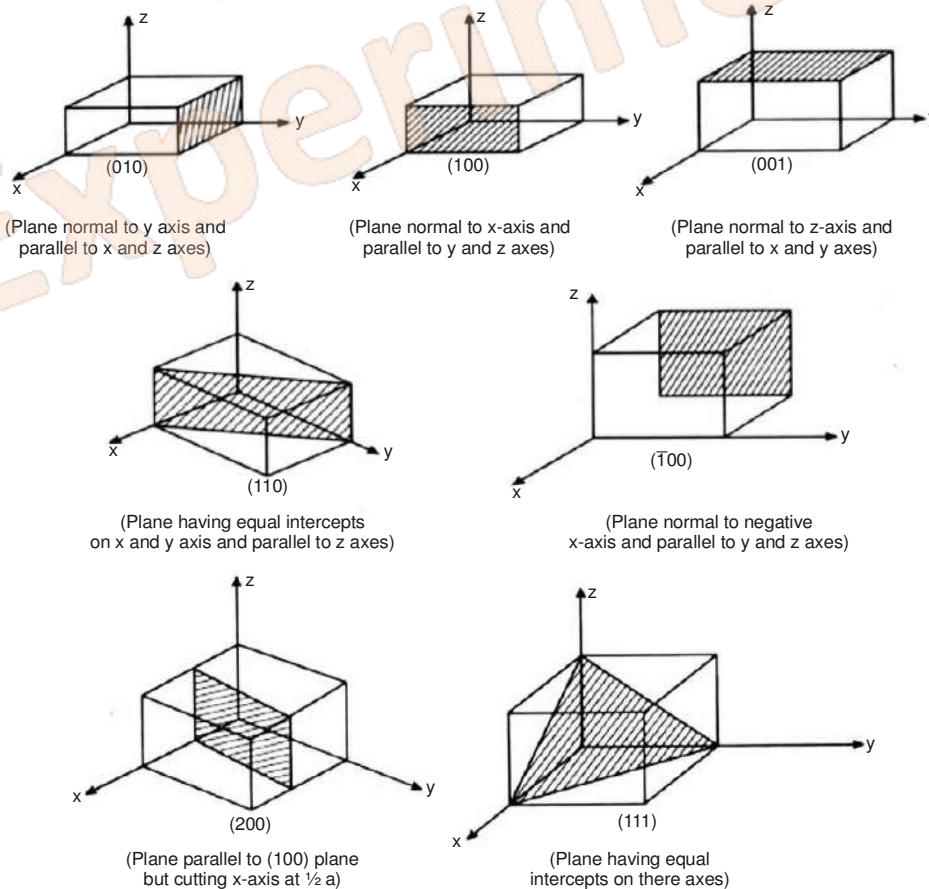 Experime
z
y
x
(010)
(Plane normal to y axis and
parallel to x and z axes)
z
y
x
(100)
(Plane normal to x-axis and
parallel to y and z axes)
z
x
(001)
(Plane normal to z-axis and
parallel to x and y axes)
z
x
y
(110)
(Plane having equal intercepts
on x and y axis and parallel to z axes)
z
y
x
(1̅00)
(Plane normal to negative
x-axis and parallel to y and z axes)
z
x
y
(200)
(Plane parallel to (100) plane
but cutting x-axis at ½ a)
z
y
x
(111)
(Plane having equal
intercepts on there axes)